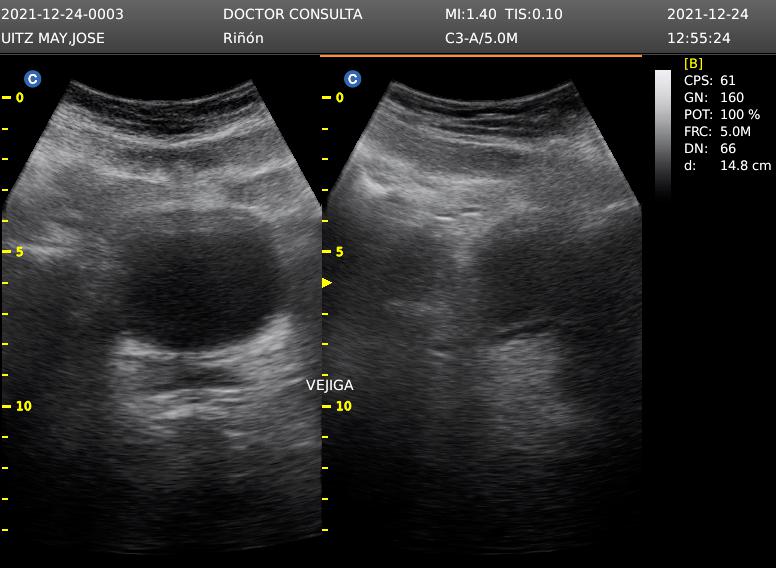 2021-12-24-0003 DOCTOR CONSULTA MI:1.40 TIS:0.10 2021-12-24
UITZ MAY,JOSE Riñón C3-A/5.0M 12:55:24
[B]
CPS: 61
GN: 160
POT: 100 %
FRC: 5.0M
DN: 66
d: 14.8 cm
C C
0 0
5 5
VEJIGA
10 10